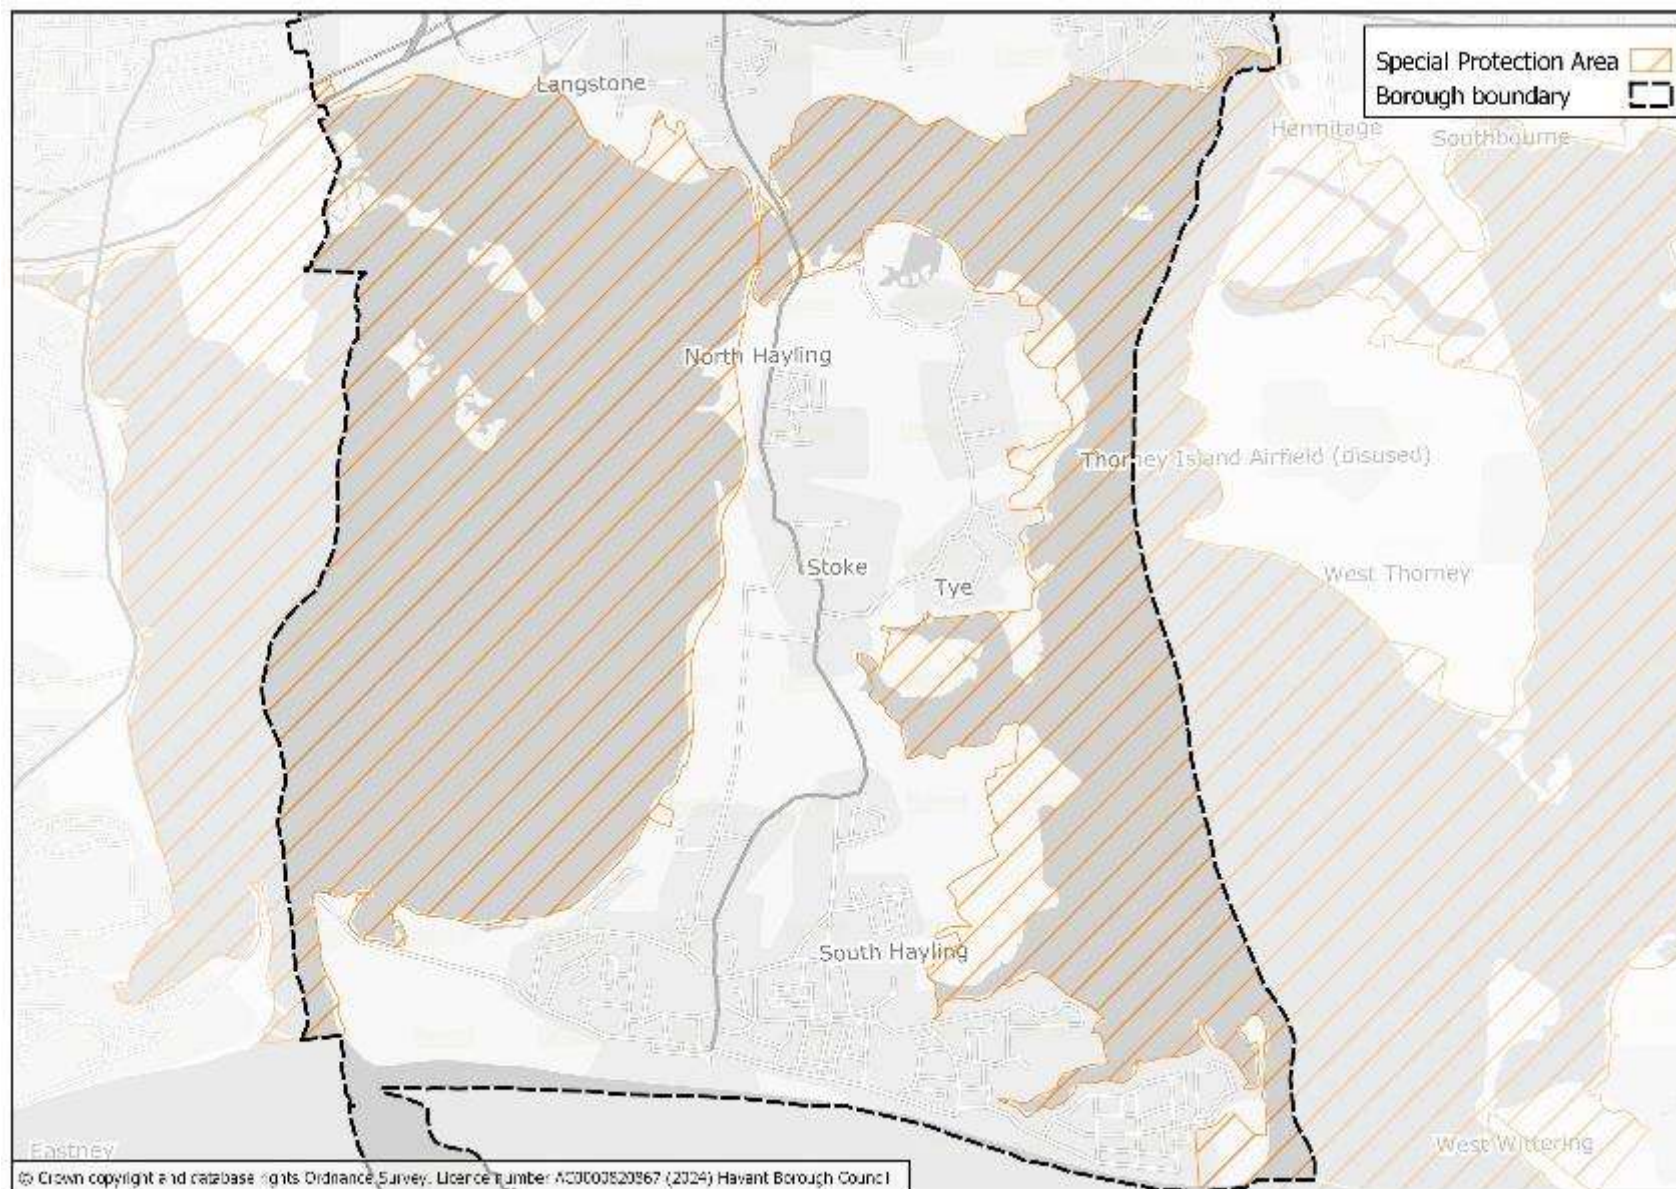 Special Protection Area
Borough boundary
Langstone
Hermitage
Southbourne
North Hayling
Thorney Island Airfield (disused)
Stoke
Tye
West Thorney
South Hayling
Eastney
West Wittering
© Crown copyright and database rights Ordnance Survey. Licence number AC0000820867 (2024) Havant Borough Council